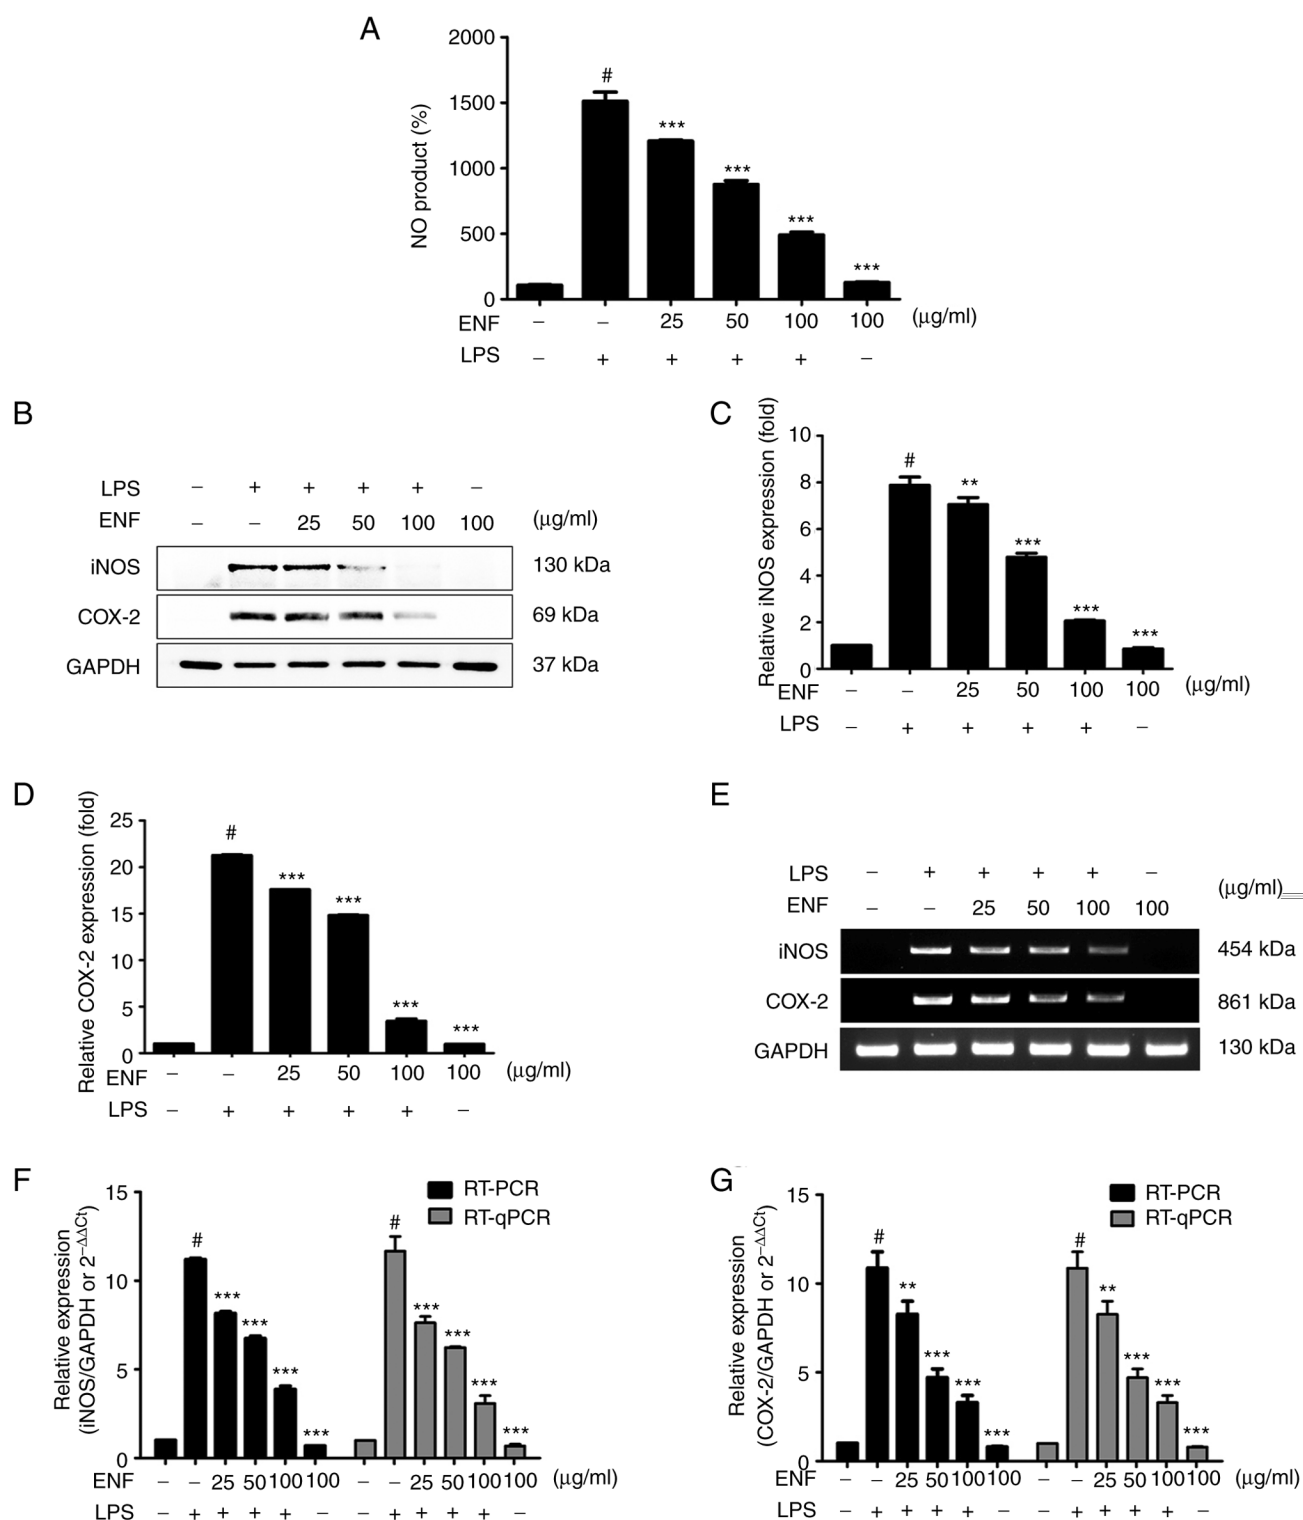 A
NO product (%)
2000
1500
1000
500
0
#
***
***
***
***
ENF – – 25 50 100 100 (μg/ml)
LPS – + + + + –
B
LPS – + + + + –
ENF – – 25 50 100 100 (μg/ml)
iNOS 130 kDa
COX-2 69 kDa
GAPDH 37 kDa
C
Relative iNOS expression (fold)
10
8
6
4
2
0
#
**
***
***
***
ENF – – 25 50 100 100 (μg/ml)
LPS – + + + + –
D
Relative COX-2 expression (fold)
25
20
15
10
5
0
#
***
***
***
***
ENF – – 25 50 100 100 (μg/ml)
LPS – + + + + –
E
LPS – + + + + –
(μg/ml)
ENF – – 25 50 100 100
iNOS 454 kDa
COX-2 861 kDa
GAPDH 130 kDa
F
Relative expression
(iNOS/GAPDH or 2⁻ΔΔCt)
RT-PCR
RT-qPCR
15
10
5
0
#
***
***
***
***
#
***
***
***
***
ENF – – 25 50 100 100 – – 25 50 100 100 (μg/ml)
LPS – + + + + – – + + + + –
G
Relative expression
(COX-2/GAPDH or 2⁻ΔΔCt)
RT-PCR
RT-qPCR
15
10
5
0
#
**
***
***
***
#
**
***
***
***
ENF – – 25 50 100 100 – – 25 50 100 100 (μg/ml)
LPS – + + + + – – + + + + –